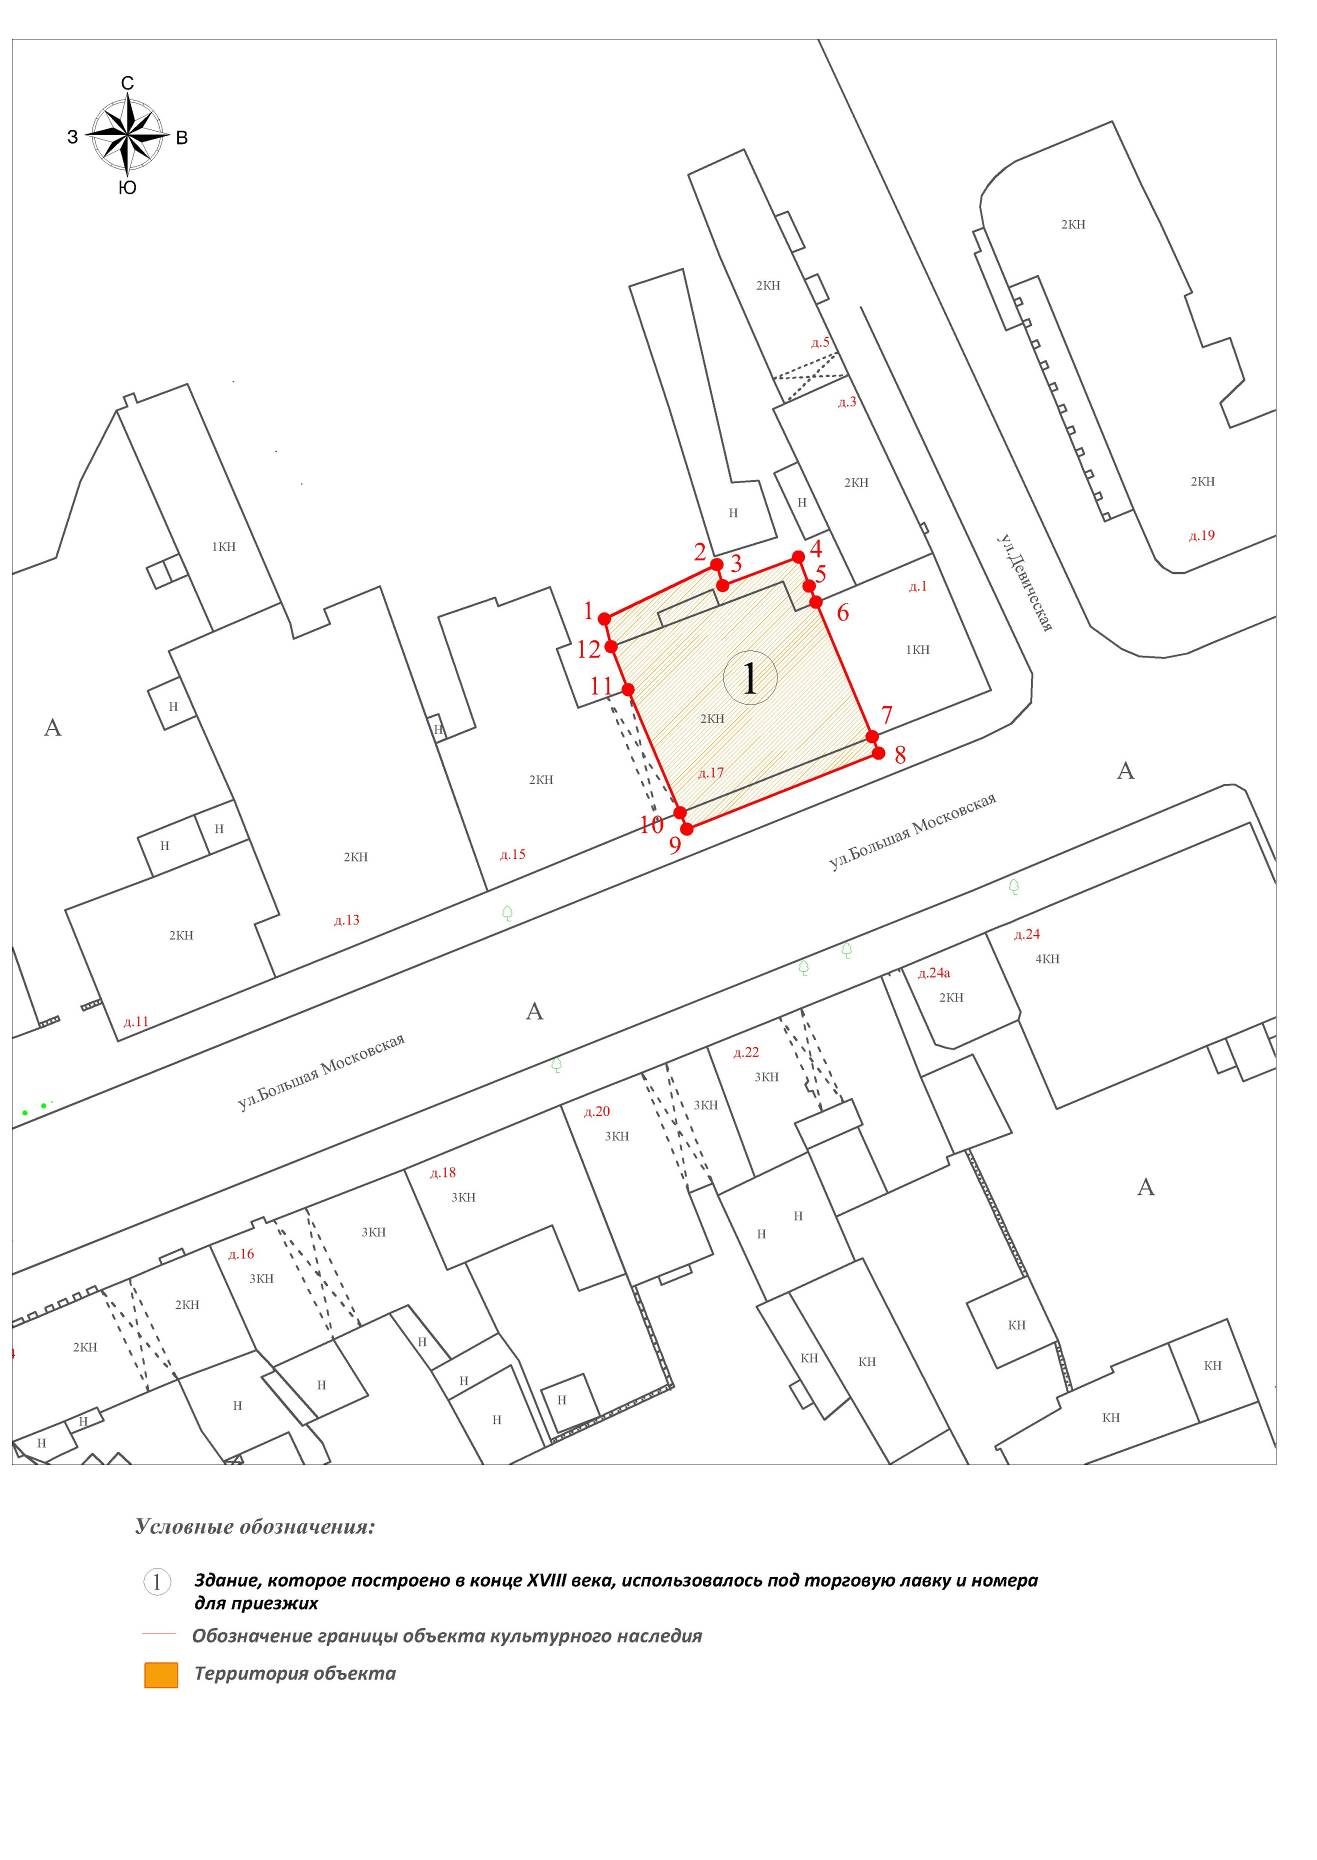 С
З
В
Ю
2КН
2КН
д.5
д.3
2КН
2КН
Н
Н
д.19
1КН
ул.Девическая
2
3
4
5
6
д.1
1
12
11
1КН
1
Н
А
Н
2КН
7
8
д.17
2КН
А
10
9
ул.Большая Московская
Н
Н
2КН
д.15
д.13
2КН
д.11
А
ул.Большая Московская
д.24
4КН
д.24а
2КН
д.22
3КН
3КН
д.20
3КН
д.18
3КН
А
Н
Н
3КН
д.16
3КН
2КН
2КН
4
КН
КН
КН
КН
КН
Н
Н
Н
Н
Н
Н
Н
Н
Условные обозначения:
1 Здание, которое построено в конце XVIII века, использовалось под торговую лавку и номера
для приезжих
Обозначение границы объекта культурного наследия
Территория объекта